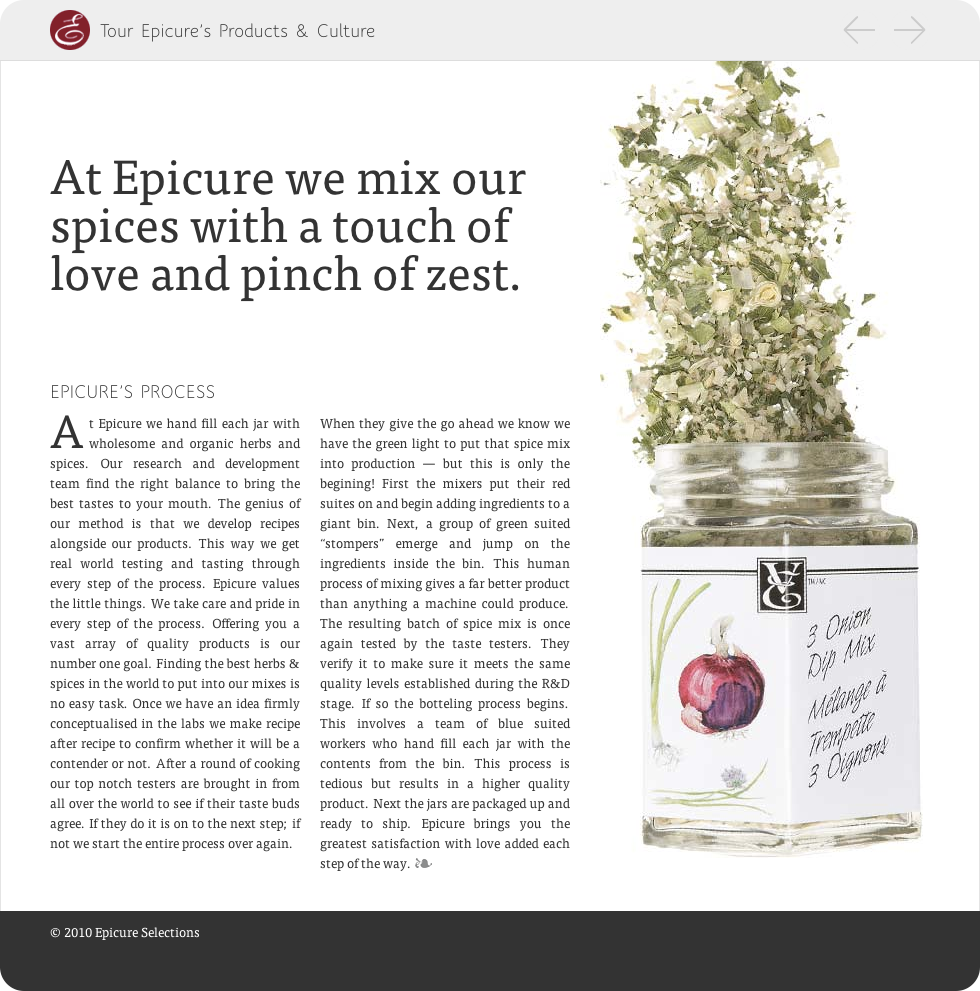 Tour Epicure's Products & Culture
At Epicure we mix our
spices with a touch of
love and pinch of zest.
EPICURE'S PROCESS
At Epicure we hand fill each jar with
wholesome and organic herbs and
spices. Our research and development
team find the right balance to bring the
best tastes to your mouth. The genius of
our method is that we develop recipes
alongside our products. This way we get
real world testing and tasting through
every step of the process. Epicure values
the little things. We take care and pride in
every step of the process. Offering you a
vast array of quality products is our
number one goal. Finding the best herbs &
spices in the world to put into our mixes is
no easy task. Once we have an idea firmly
conceptualised in the labs we make recipe
after recipe to confirm whether it will be a
contender or not. After a round of cooking
our top notch testers are brought in from
all over the world to see if their taste buds
agree. If they do it is on to the next step; if
not we start the entire process over again.
When they give the go ahead we know we
have the green light to put that spice mix
into production — but this is only the
begining! First the mixers put their red
suites on and begin adding ingredients to a
giant bin. Next, a group of green suited
“stompers” emerge and jump on the
ingredients inside the bin. This human
process of mixing gives a far better product
than anything a machine could produce.
The resulting batch of spice mix is once
again tested by the taste testers. They
verify it to make sure it meets the same
quality levels established during the R&D
stage. If so the botteling process begins.
This involves a team of blue suited
workers who hand fill each jar with the
contents from the bin. This process is
tedious but results in a higher quality
product. Next the jars are packaged up and
ready to ship. Epicure brings you the
greatest satisfaction with love added each
step of the way. ❧
TM/MC
3 Onion
Dip Mix
Mélange à
Trempette
3 Oignons
© 2010 Epicure Selections